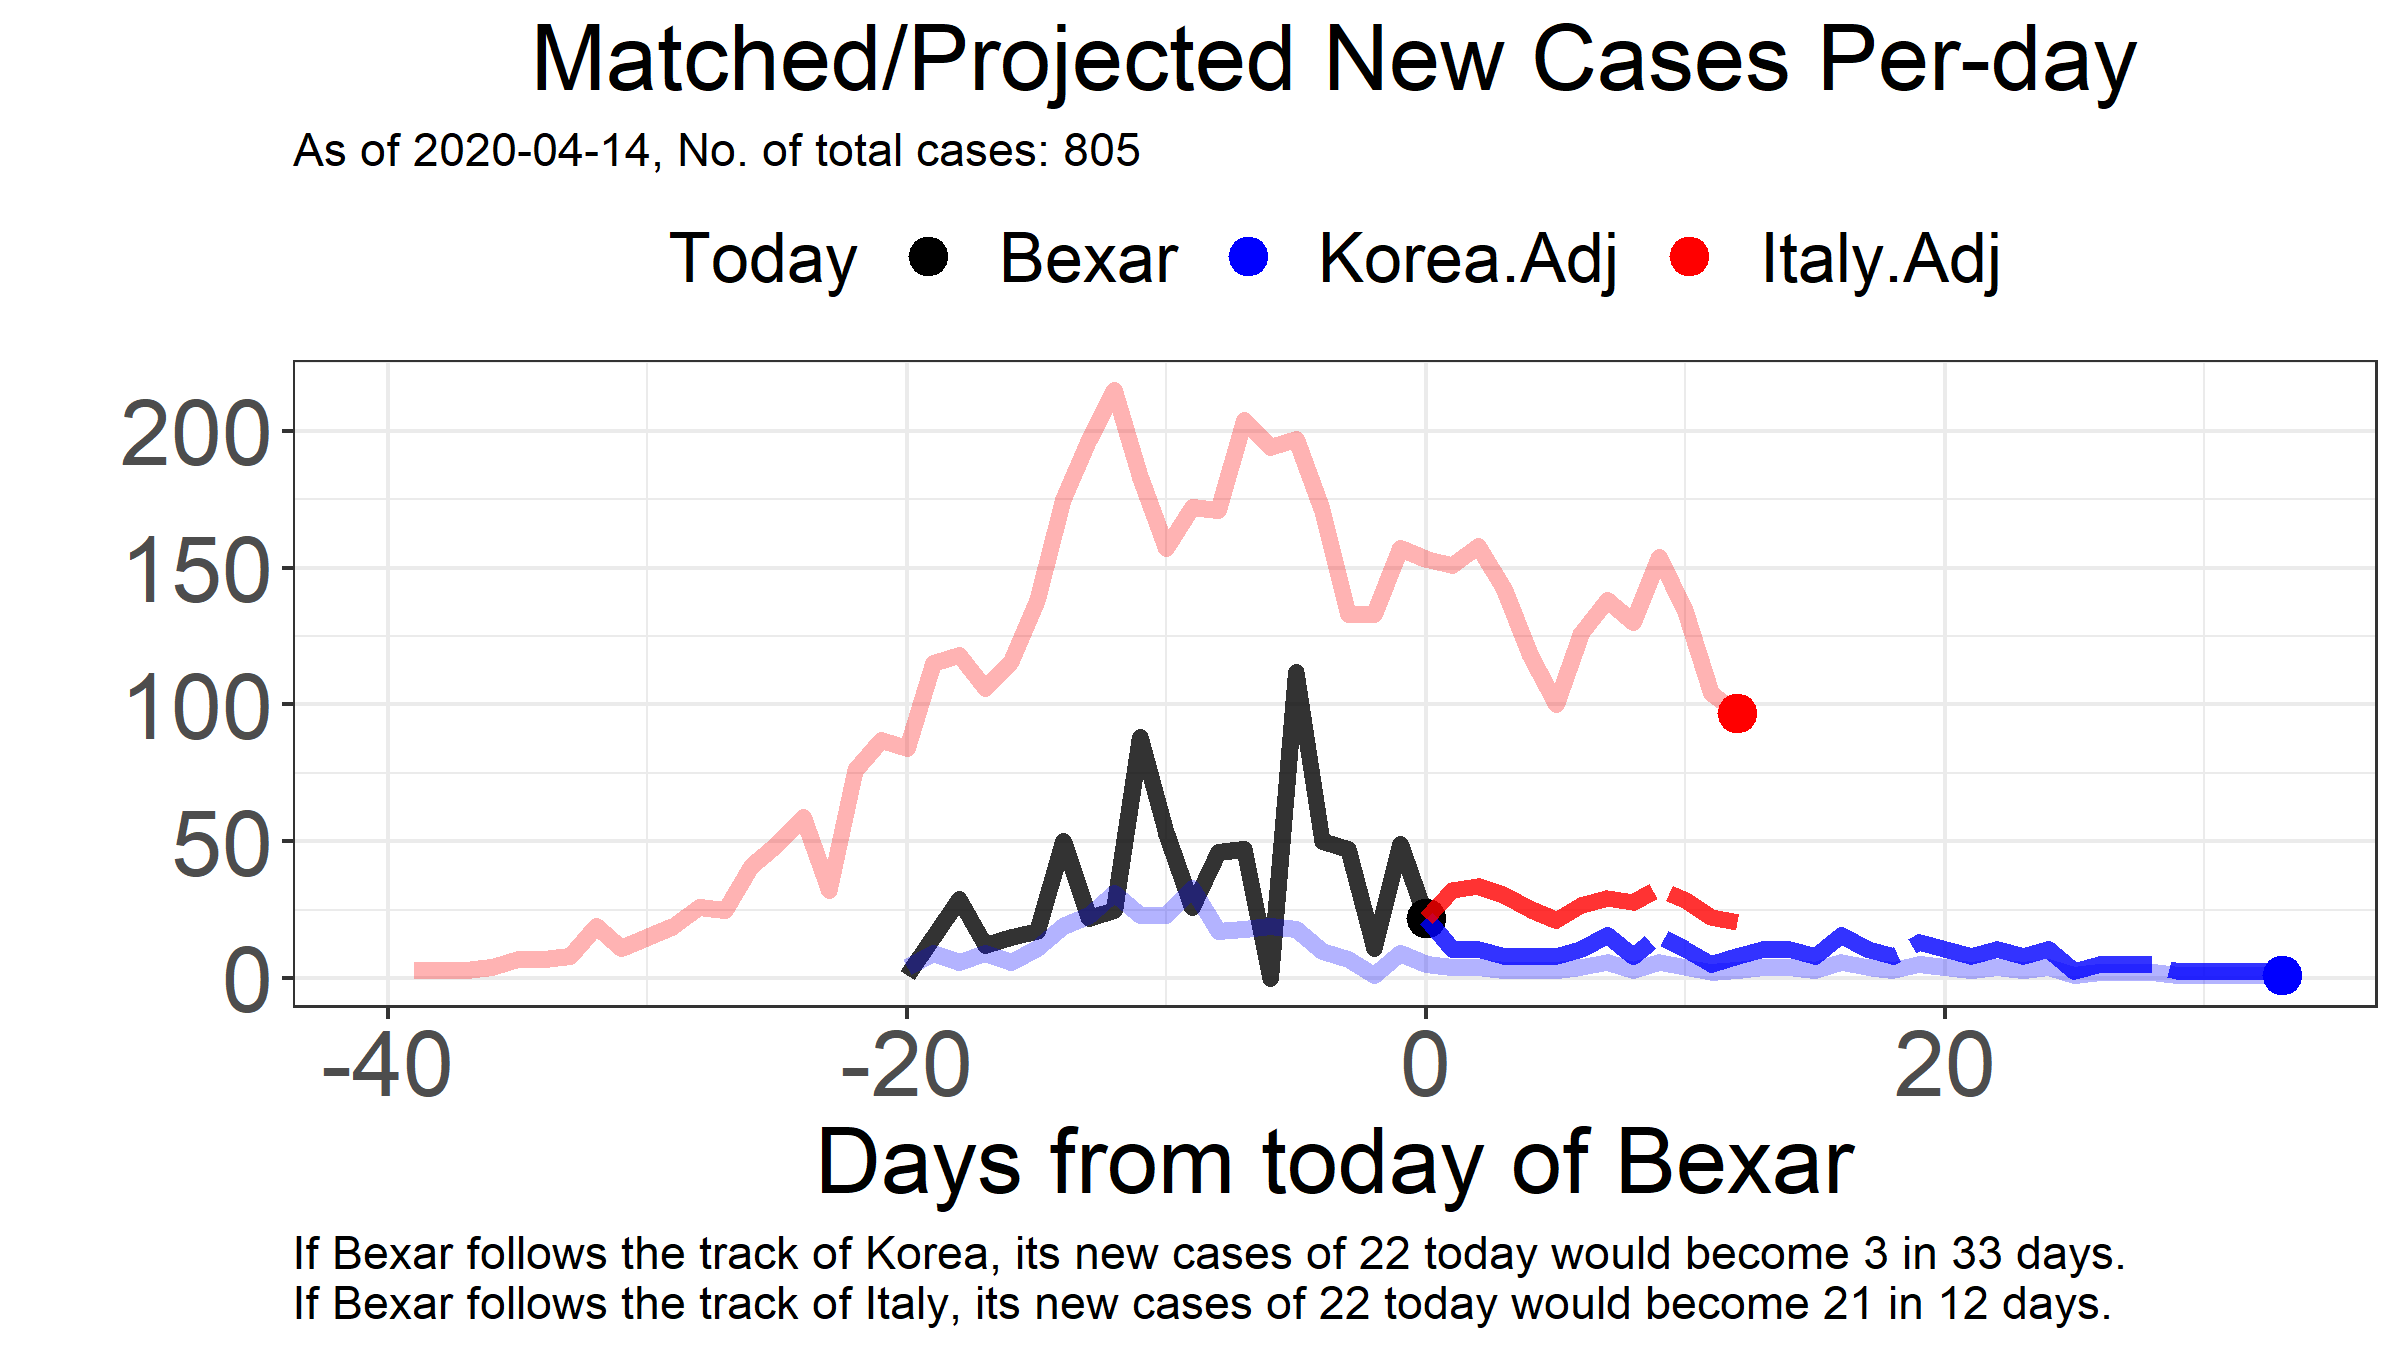 Matched/Projected New Cases Per-day
As of 2020-04-14, No. of total cases: 805
Today Bexar Korea.Adj Italy.Adj
200
150
100
50
0
-40 -20 0 20
Days from today of Bexar
If Bexar follows the track of Korea, its new cases of 22 today would become 3 in 33 days.
If Bexar follows the track of Italy, its new cases of 22 today would become 21 in 12 days.